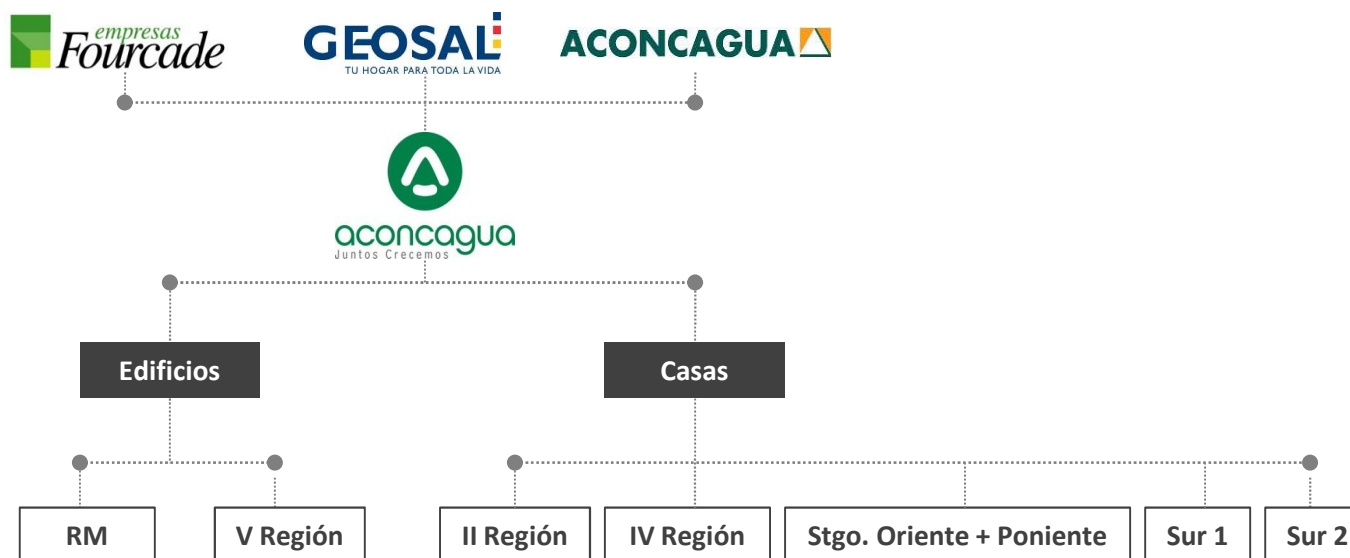 empresas
Fourcade
GEOSAL
TU HOGAR PARA TODA LA VIDA
ACONCAGUA
aconcagua
Juntos Crecemos
Edificios
Casas
RM
V Región
II Región
IV Región
Stgo. Oriente + Poniente
Sur 1
Sur 2